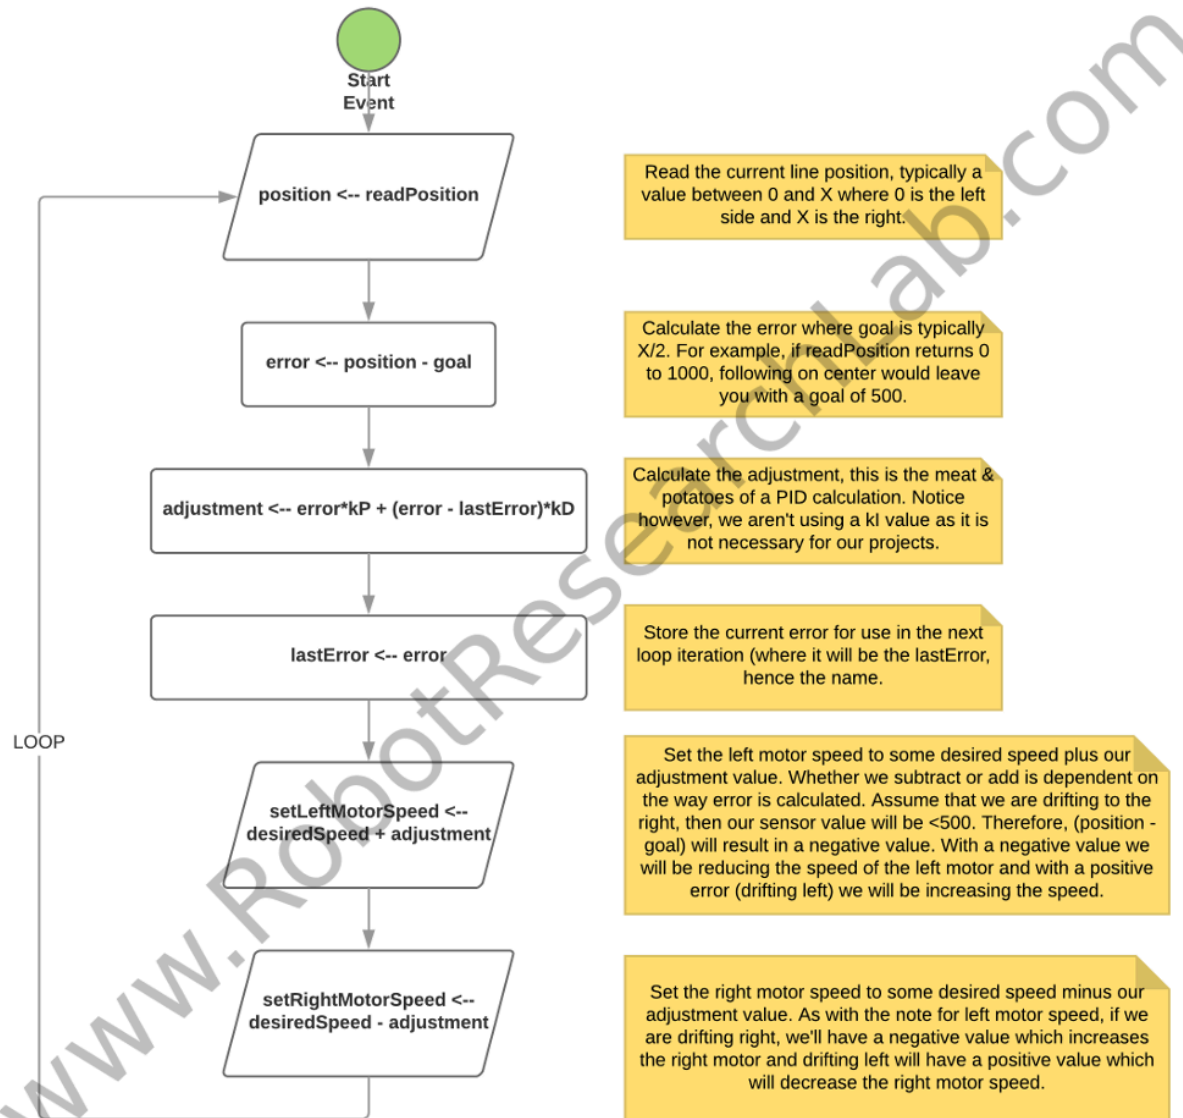 Start
Event
position <-- readPosition
Read the current line position, typically a
value between 0 and X where 0 is the left
side and X is the right.
error <-- position - goal
Calculate the error where goal is typically
X/2. For example, if readPosition returns 0
to 1000, following on center would leave
you with a goal of 500.
adjustment <-- error*kP + (error - lastError)*kD
Calculate the adjustment, this is the meat &
potatoes of a PID calculation. Notice
however, we aren't using a kI value as it is
not necessary for our projects.
lastError <-- error
Store the current error for use in the next
loop iteration (where it will be the lastError,
hence the name.
LOOP
setLeftMotorSpeed <--
desiredSpeed + adjustment
Set the left motor speed to some desired speed plus our
adjustment value. Whether we subtract or add is dependent on
the way error is calculated. Assume that we are drifting to the
right, then our sensor value will be <500. Therefore, (position -
goal) will result in a negative value. With a negative value we
will be reducing the speed of the left motor and with a positive
error (drifting left) we will be increasing the speed.
setRightMotorSpeed <--
desiredSpeed - adjustment
Set the right motor speed to some desired speed minus our
adjustment value. As with the note for left motor speed, if we
are drifting right, we'll have a negative value which increases
the right motor and drifting left will have a positive value which
will decrease the right motor speed.
www.RobotResearchLab.com